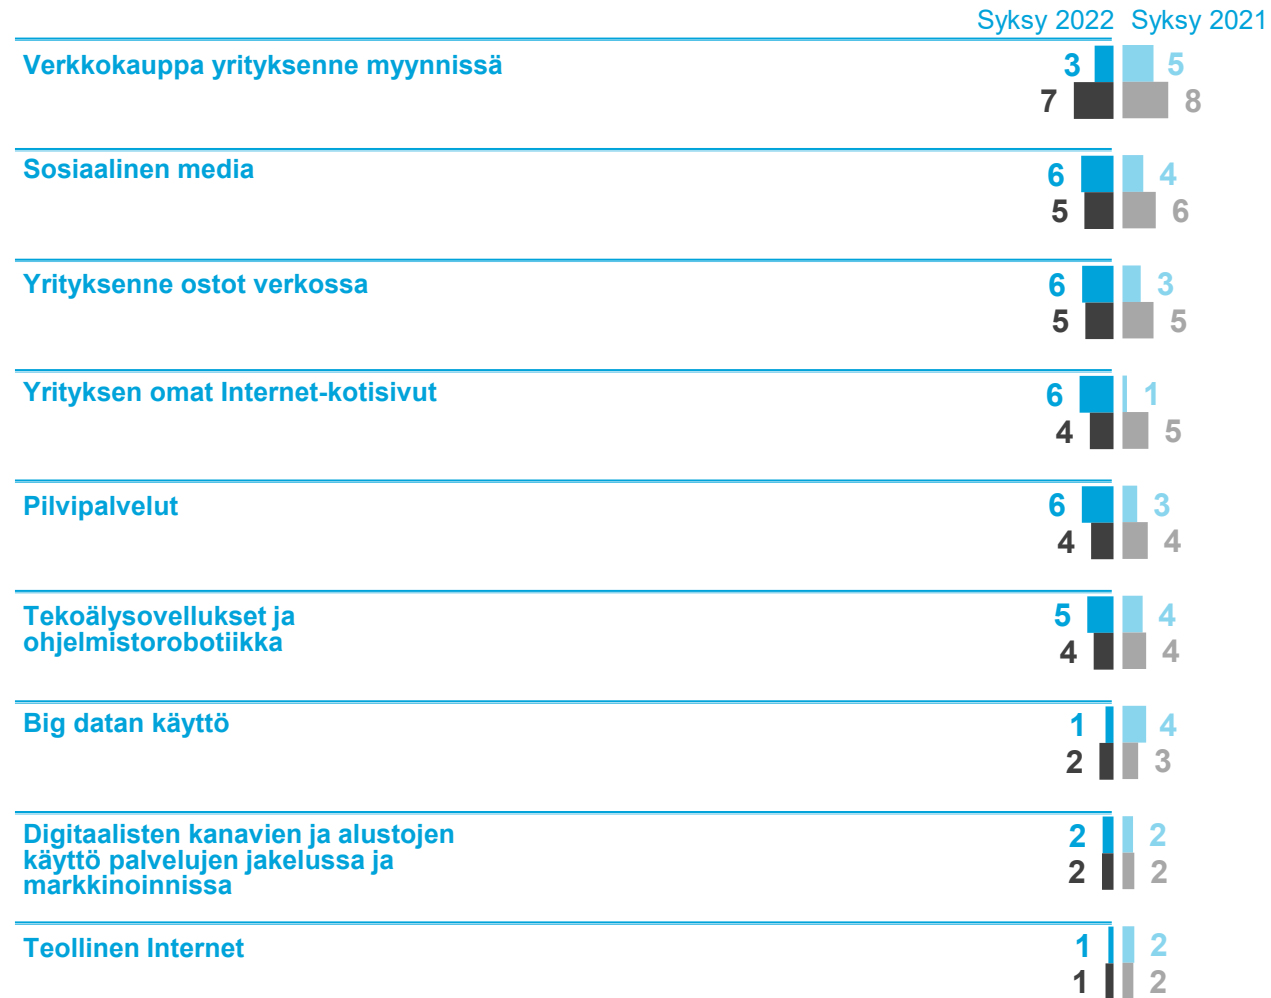 Syksy 2022 Syksy 2021
Verkkokauppa yrityksenne myynnissä 3 5
7 8
Sosiaalinen media 6 4
5 6
Yrityksenne ostot verkossa 6 3
5 5
Yrityksen omat Internet-kotisivut 6 1
4 5
Pilvipalvelut 6 3
4 4
Tekoälysovellukset ja 5 4
ohjelmistorobotiikka 4 4
Big datan käyttö 1 4
2 3
Digitaalisten kanavien ja alustojen 2 2
käyttö palvelujen jakelussa ja 2 2
markkinoinnissa
Teollinen Internet 1 2
1 2